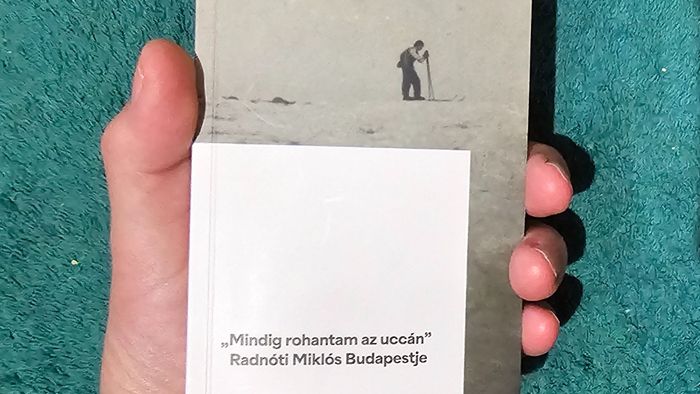 „Mindig rohantam az uccán”
Radnóti Miklós Budapestje